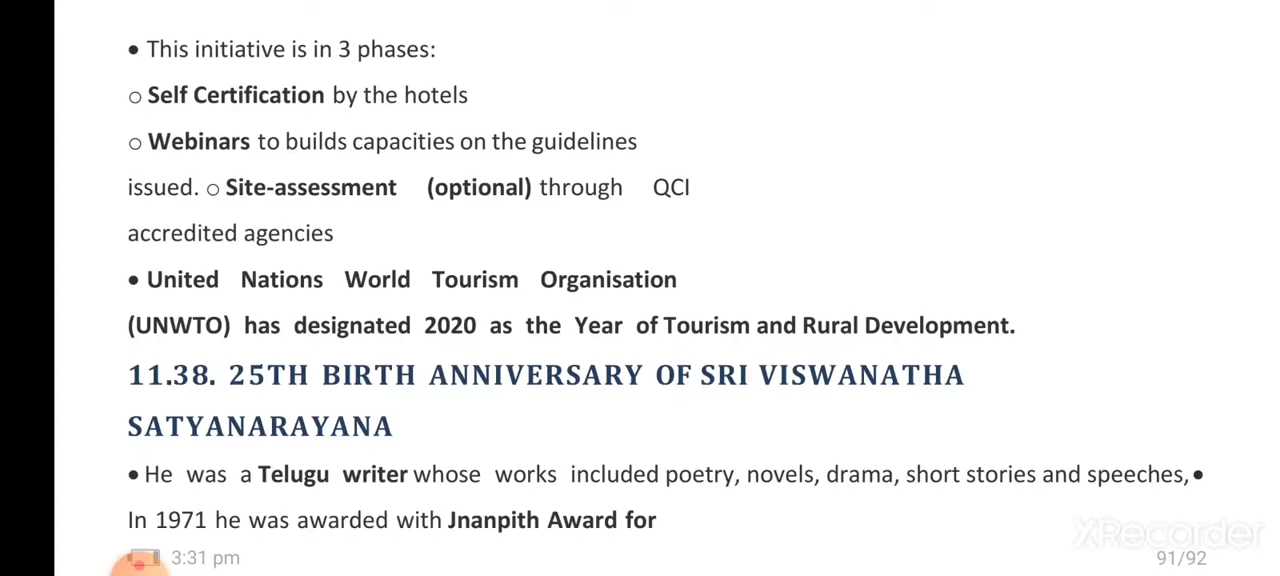 • This initiative is in 3 phases:
o Self Certification by the hotels
o Webinars to builds capacities on the guidelines
issued. o Site-assessment (optional) through QCI
accredited agencies
• United Nations World Tourism Organisation
(UNWTO) has designated 2020 as the Year of Tourism and Rural Development.
11.38. 25TH BIRTH ANNIVERSARY OF SRI VISWANATHA
SATYANARAYANA
• He was a Telugu writer whose works included poetry, novels, drama, short stories and speeches, •
In 1971 he was awarded with Jnanpith Award for
XRecorder
3:31 pm
91/92